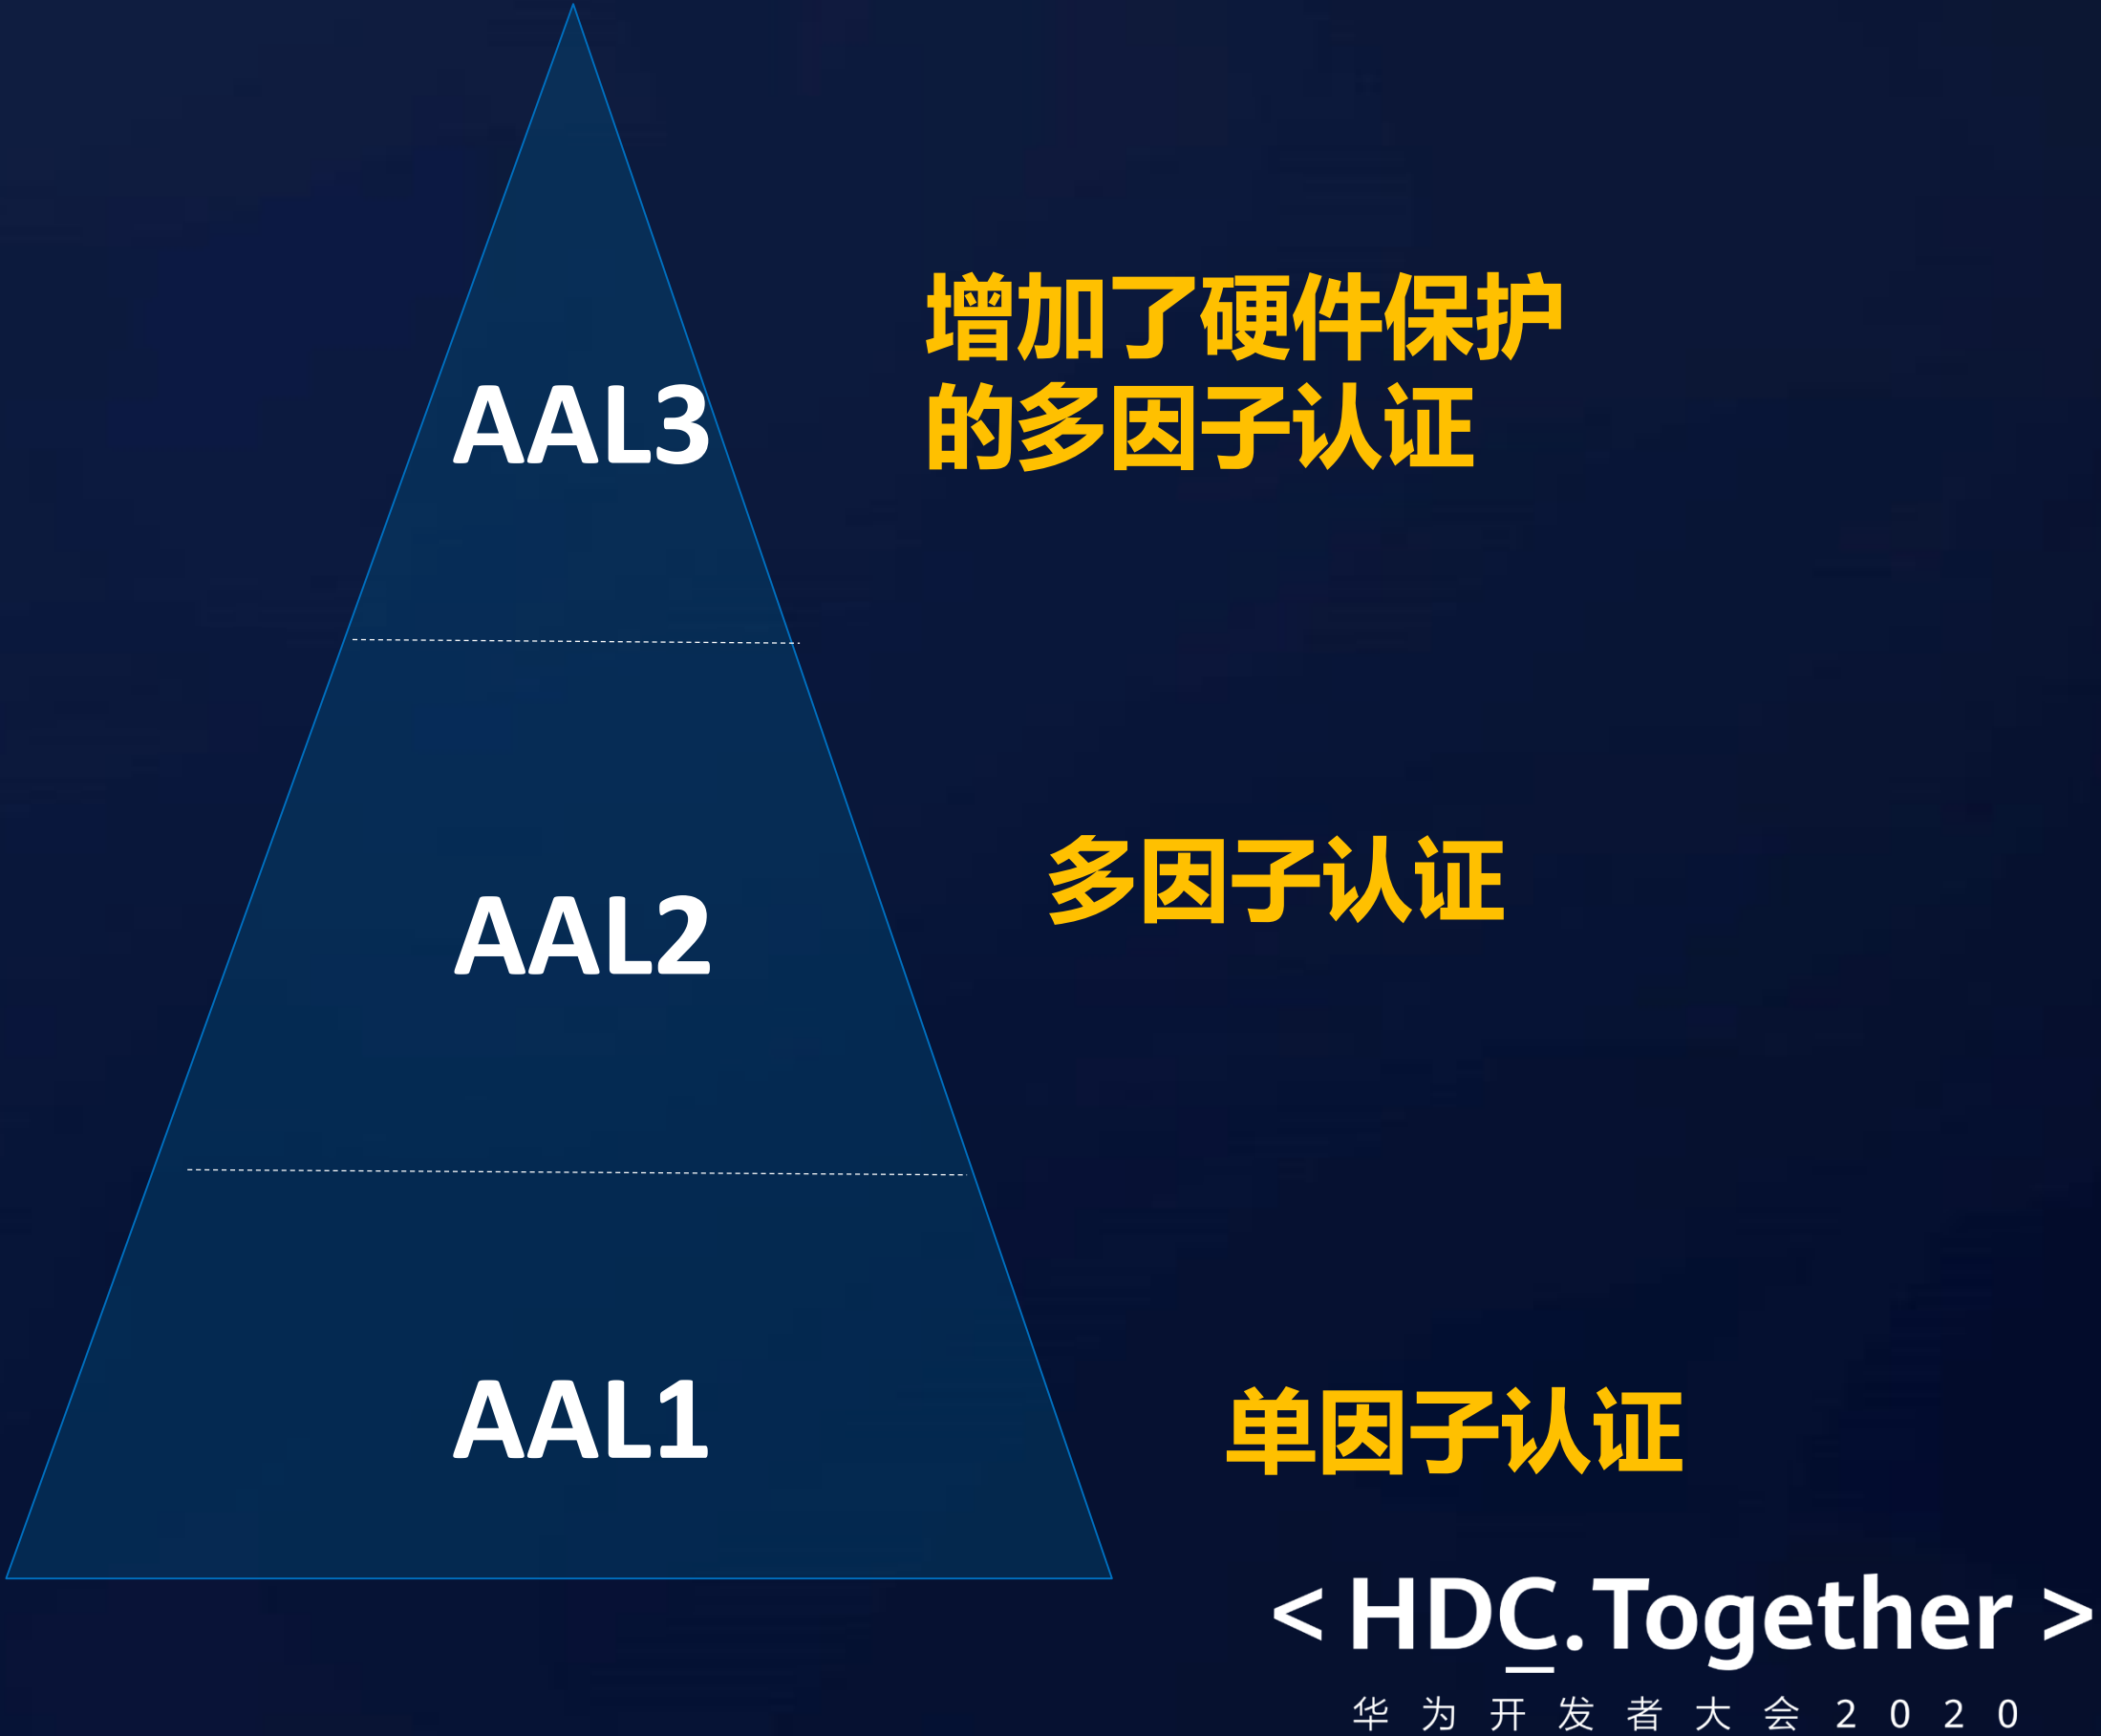 增加了硬件保护
的多因子认证
AAL3
多因子认证
AAL2
AAL1
单因子认证
<HDC.Together>
华为开发者大会2020